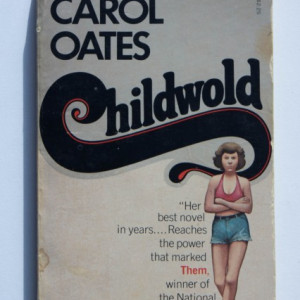 CAROL
OATES
Childwold
"Her
best novel
in years.... Reaches
the power
that marked
Them,
winner of
the National